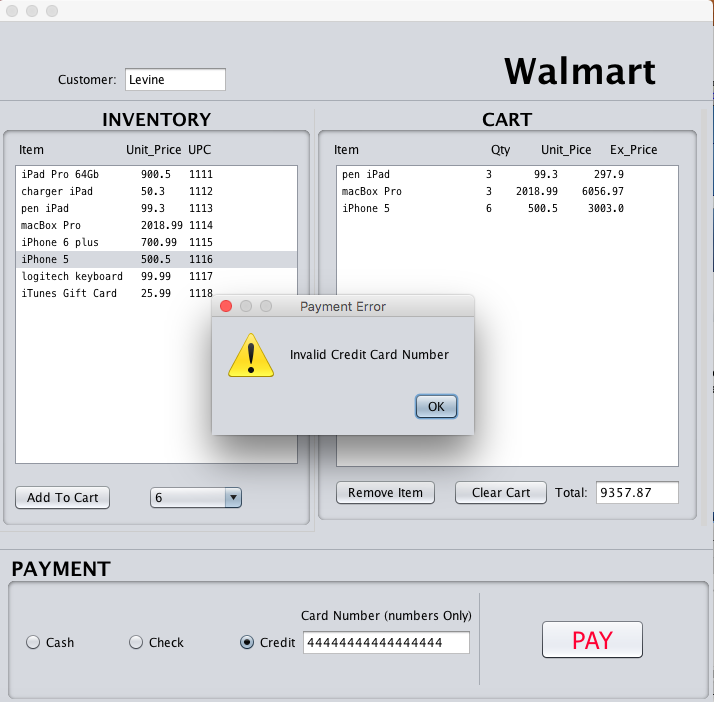 Customer: Levine
Walmart
INVENTORY
Item Unit_Price UPC
iPad Pro 64Gb 900.5 1111
charger iPad 50.3 1112
pen iPad 99.3 1113
macBox Pro 2018.99 1114
iPhone 6 plus 700.99 1115
iPhone 5 500.5 1116
logitech keyboard 99.99 1117
iTunes Gift Card 25.99 1118
Add To Cart 6
CART
Item Qty Unit_Pice Ex_Price
pen iPad 3 99.3 297.9
macBox Pro 3 2018.99 6056.97
iPhone 5 6 500.5 3003.0
Remove Item Clear Cart Total: 9357.87
Payment Error
Invalid Credit Card Number
OK
PAYMENT
Card Number (numbers Only)
Cash Check Credit 44444444444444444
PAY